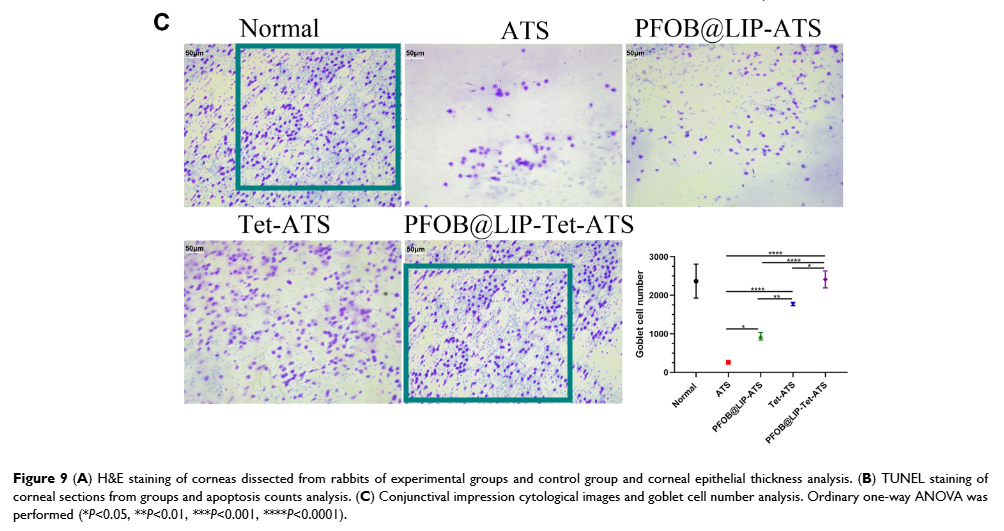 C
Normal
ATS
PFOB@LIP-ATS
50μm
50μm
50μm
Tet-ATS
PFOB@LIP-Tet-ATS
50μm
50μm
Goblet cell number
3000
2000
1000
0
****
****
*
****
**
*
Normal
ATS
PFOB@LIP-ATS
Tet-ATS
PFOB@LIP-Tet-ATS
Figure 9 (A) H&E staining of corneas dissected from rabbits of experimental groups and control group and corneal epithelial thickness analysis. (B) TUNEL staining of
corneal sections from groups and apoptosis counts analysis. (C) Conjunctival impression cytological images and goblet cell number analysis. Ordinary one-way ANOVA was
performed (*P<0.05, **P<0.01, ***P<0.001, ****P<0.0001).